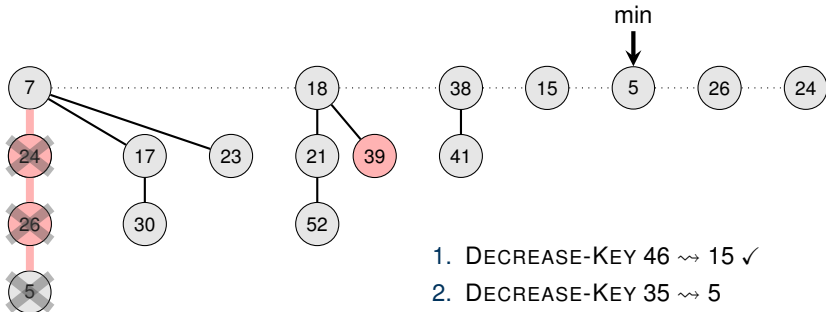 min
7 18 38 15 5 26 24
24 17 23 21 39 41
26 30 52
1. DECREASE-KEY 46 ⇝ 15 ✓
2. DECREASE-KEY 35 ⇝ 5
5